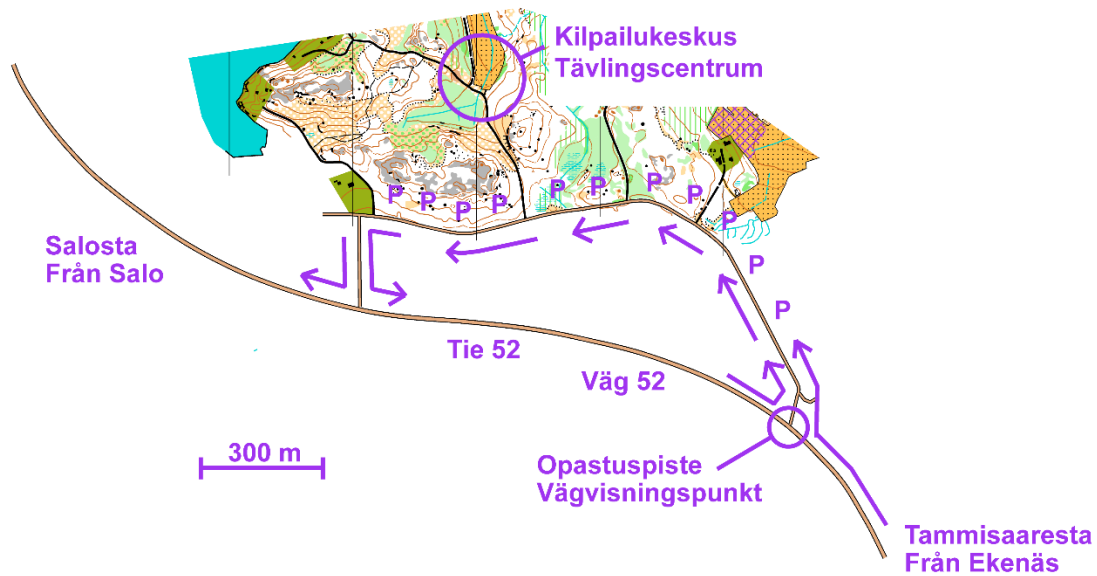 Kilpailukeskus
Tävlingscentrum
P
P
P
P
P
P
P
P
P
P
P
P
Salosta
Från Salo
Tie 52
Väg 52
300 m
Opastuspiste
Vägvisningspunkt
Tammisaaresta
Från Ekenäs